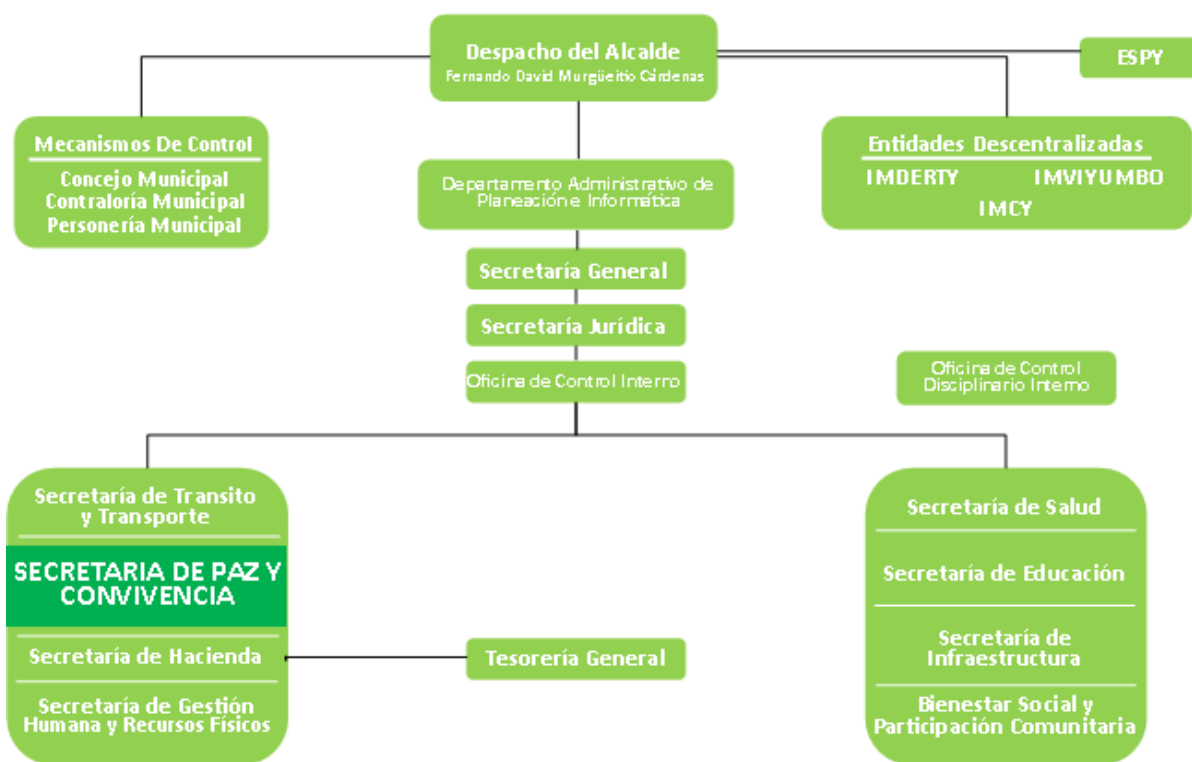 Despacho del Alcalde
Fernando David Murgüeitio Cárdenas
ESPY
Mecanismos De Control
Concejo Municipal
Contraloría Municipal
Personería Municipal
Entidades Descentralizadas
IMDERTY IMVIYUMBO
IMCY
Departamento Administrativo de
Planeación e Informática
Secretaría General
Secretaría Jurídica
Oficina de Control Interno
Oficina de Control
Disciplinario Interno
Secretaría de Transito
y Transporte
SECRETARIA DE PAZ Y
CONVIVENCIA
Secretaría de Hacienda
Secretaría de Gestión
Humana y Recursos Físicos
Tesorería General
Secretaría de Salud
Secretaría de Educación
Secretaría de
Infraestructura
Bienestar Social y
Participación Comunitaria